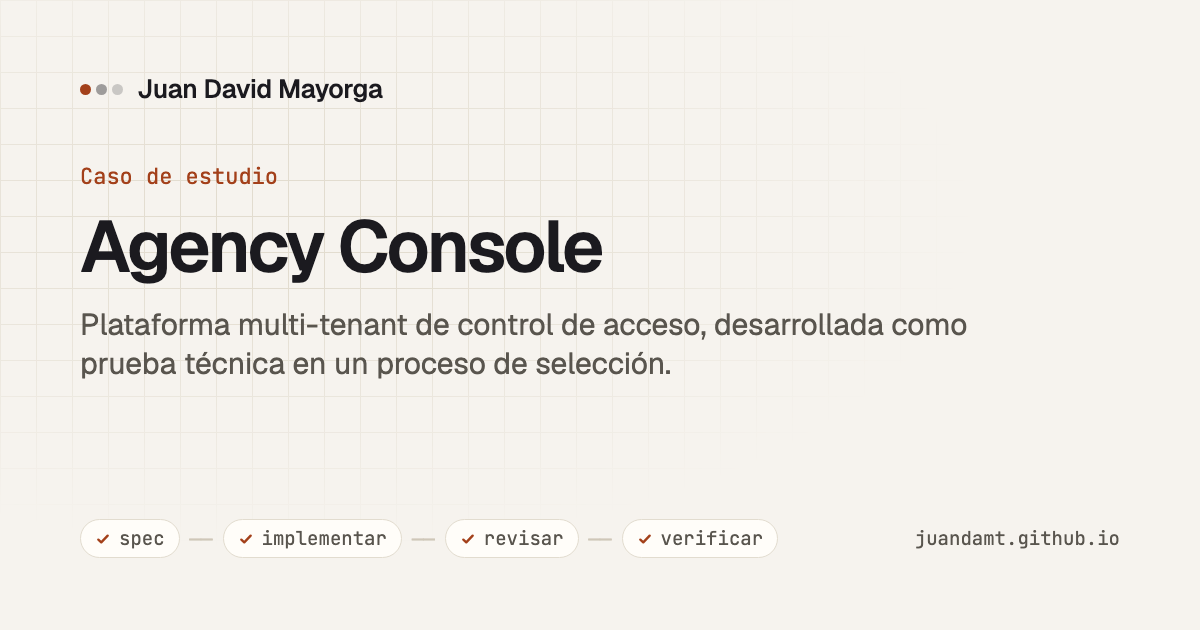 Juan David Mayorga
Caso de estudio
Agency Console
Plataforma multi-tenant de control de acceso, desarrollada como
prueba técnica en un proceso de selección.
spec — implementar — revisar — verificar
juandamt.github.io